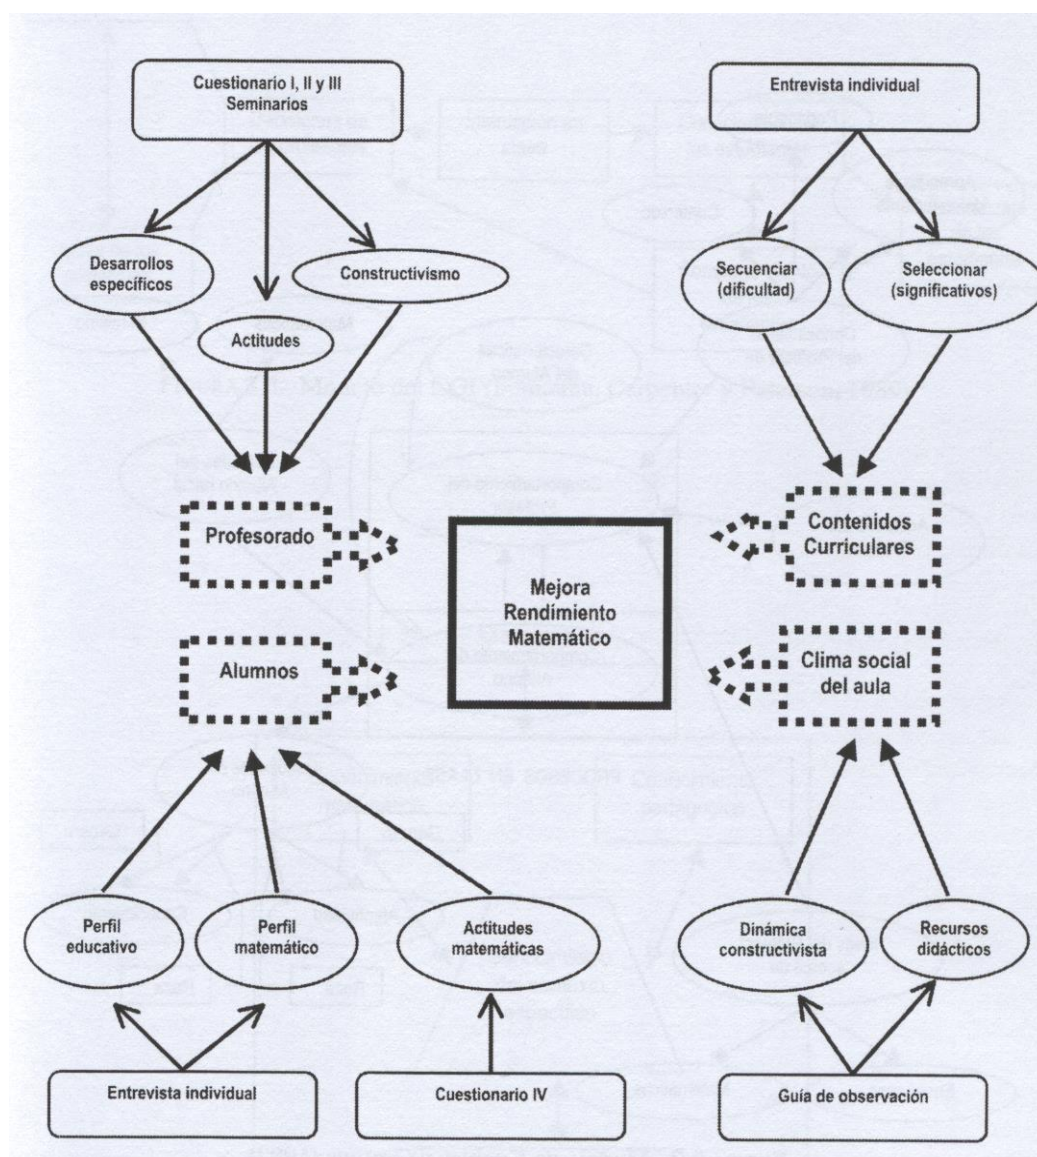 Cuestionario I, II y III
Seminarios
Entrevista individual
Desarrollos
específicos
Actitudes
Constructivismo
Secuenciar
(dificultad)
Seleccionar
(significativos)
Profesorado
Contenidos
Curriculares
Mejora
Rendimiento
Matemático
Alumnos
Clima social
del aula
Perfil
educativo
Perfil
matemático
Actitudes
matemáticas
Dinámica
constructivista
Recursos
didácticos
Entrevista individual
Cuestionario IV
Guía de observación